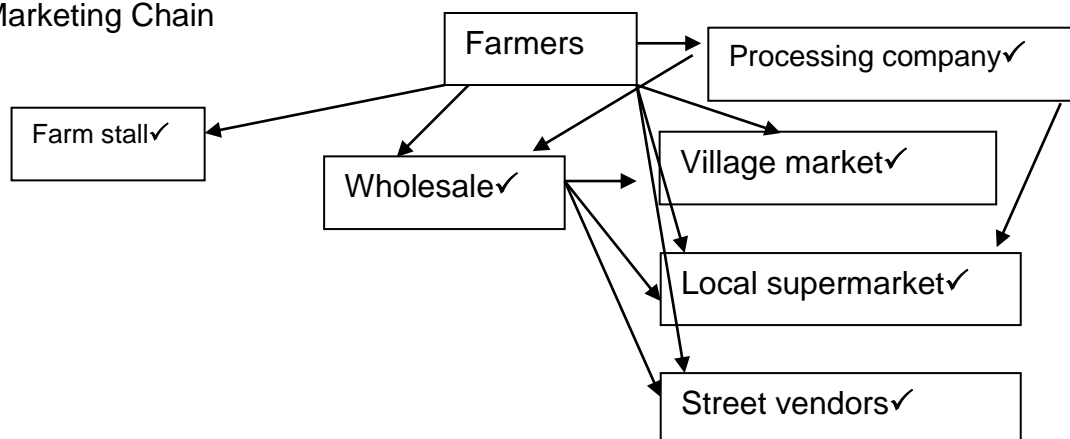 Marketing Chain
Farmers
Processing company✓
Farm stall✓
Village market✓
Wholesale✓
Local supermarket✓
Street vendors✓